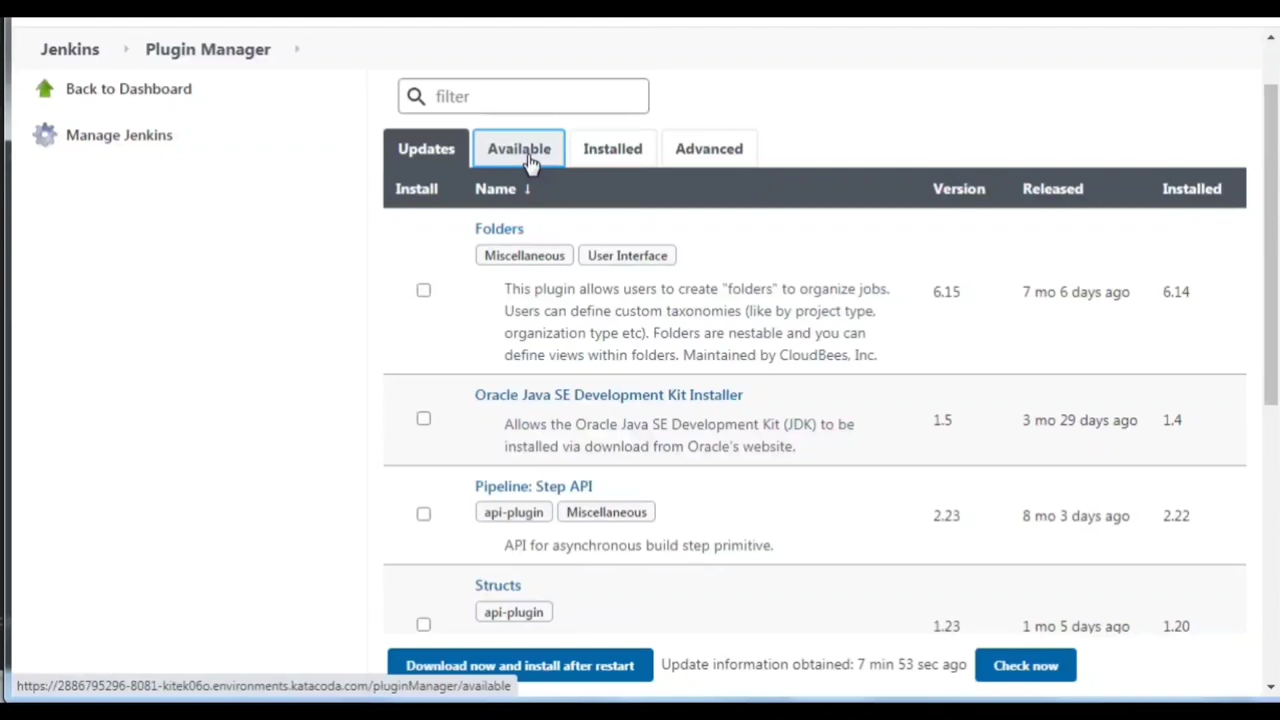 Jenkins Plugin Manager
Back to Dashboard
Manage Jenkins
filter
Updates Available Installed Advanced
Install Name ↓ Version Released Installed
Folders
Miscellaneous User Interface
This plugin allows users to create "folders" to organize jobs.
Users can define custom taxonomies (like by project type,
organization type etc). Folders are nestable and you can
define views within folders. Maintained by CloudBees, Inc.
6.15 7 mo 6 days ago 6.14
Oracle Java SE Development Kit Installer
Allows the Oracle Java SE Development Kit (JDK) to be
installed via download from Oracle's website.
1.5 3 mo 29 days ago 1.4
Pipeline: Step API
api-plugin Miscellaneous
API for asynchronous build step primitive.
2.23 8 mo 3 days ago 2.22
Structs
api-plugin
1.23 1 mo 5 days ago 1.20
Download now and install after restart Update information obtained: 7 min 53 sec ago Check now
https://2886795296-8081-kitek06o.environments.katacoda.com/pluginManager/available